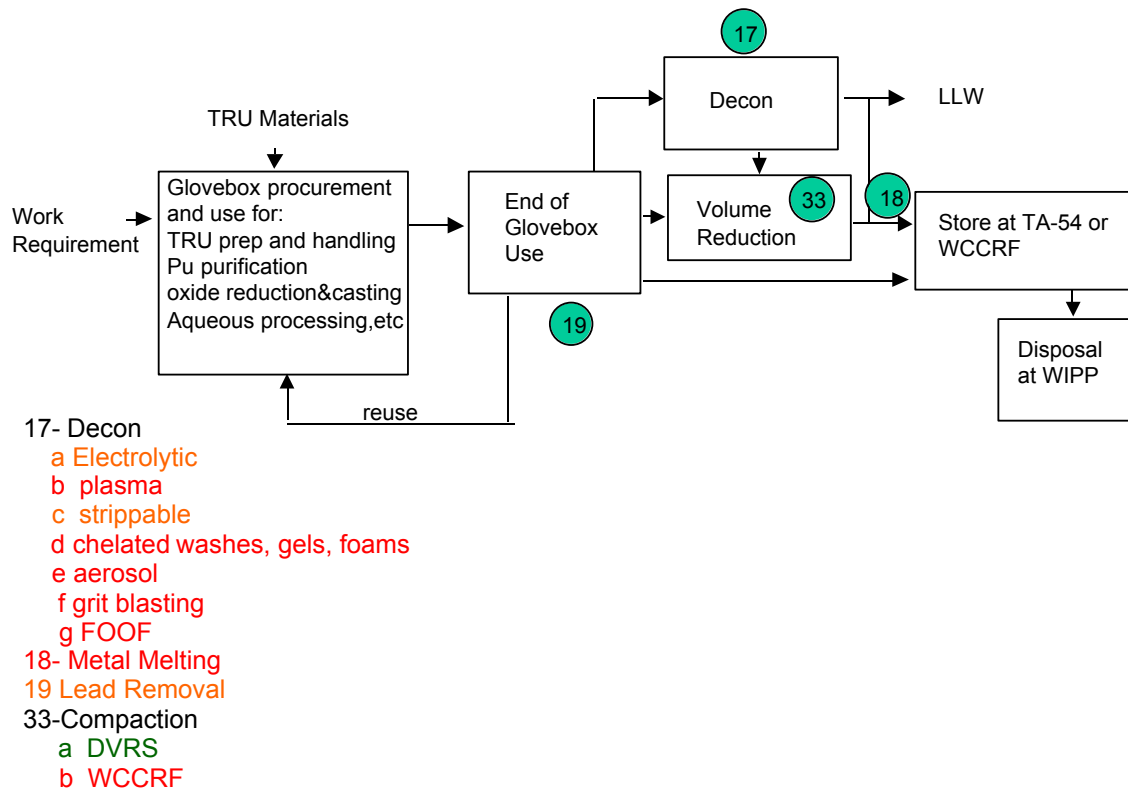 17
Decon
LLW
TRU Materials
Work
Requirement
Glovebox procurement
and use for:
TRU prep and handling
Pu purification
oxide reduction&casting
Aqueous processing,etc
End of
Glovebox
Use
19
Volume
Reduction
33
18
Store at TA-54 or
WCCRF
Disposal
at WIPP
reuse
17- Decon
a Electrolytic
b plasma
c strippable
d chelated washes, gels, foams
e aerosol
f grit blasting
g FOOF
18- Metal Melting
19 Lead Removal
33-Compaction
a DVRS
b WCCRF